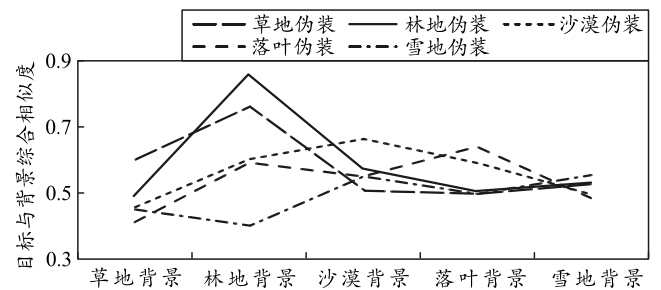 草地伪装 林地伪装 沙漠伪装
落叶伪装 雪地伪装
目标与背景综合相似度
0.9
0.7
0.5
0.3
草地背景 林地背景 沙漠背景 落叶背景 雪地背景